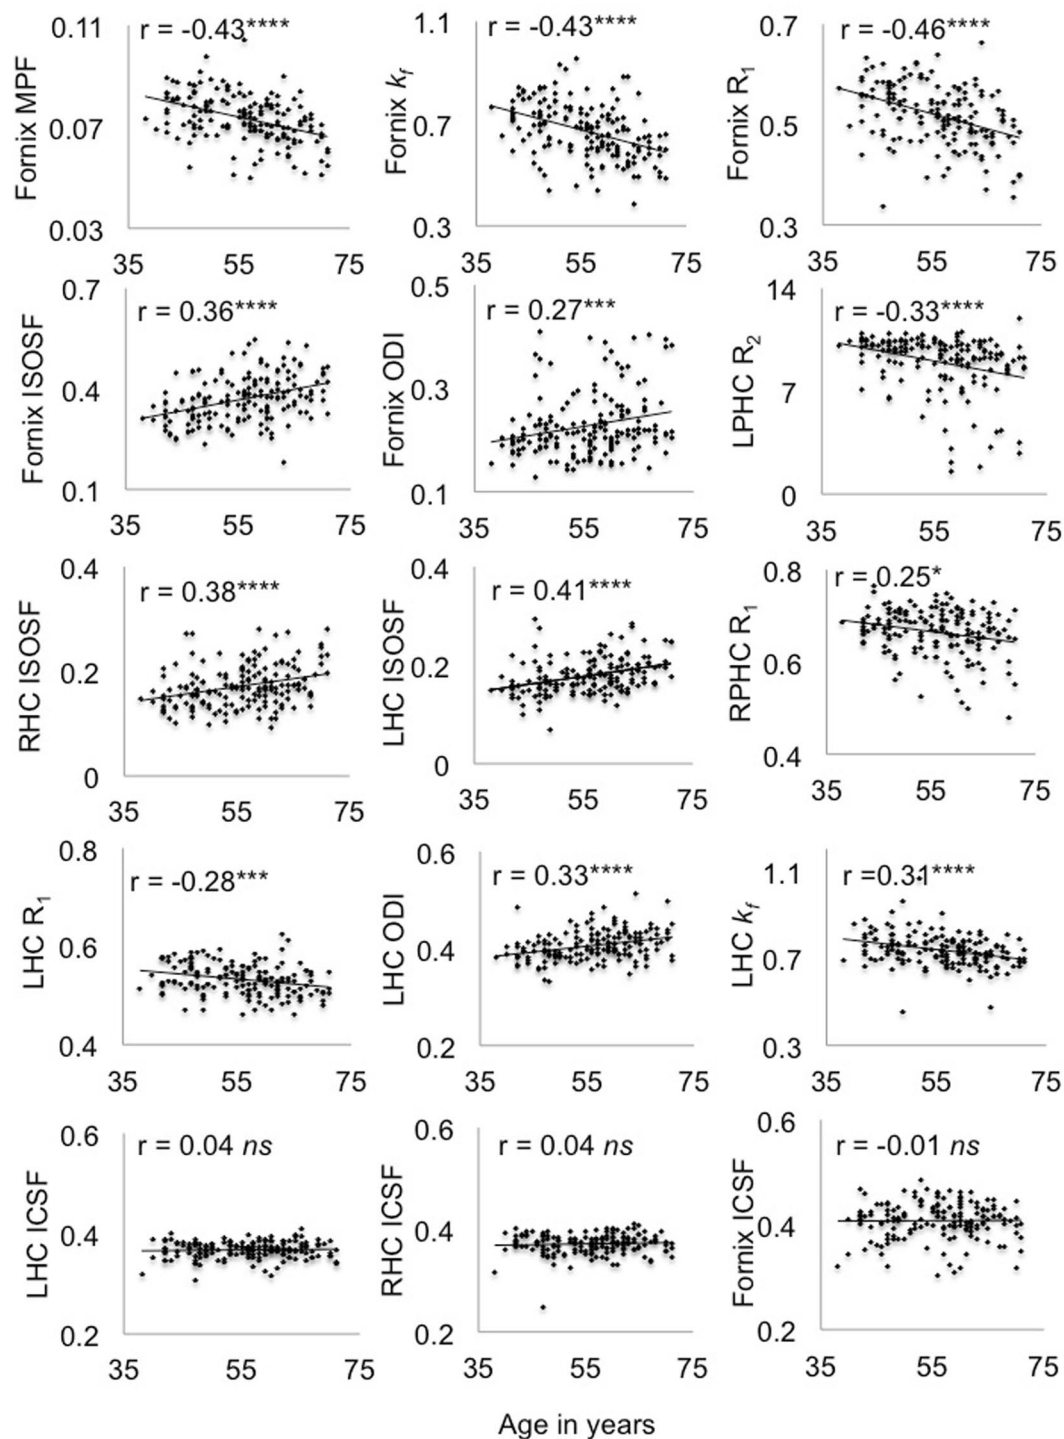 Fornix MPF
0.11
0.07
0.03
r = -0.43****
35 55 75
Fornix kf
1.1
0.7
0.3
r = -0.43****
35 55 75
Fornix R1
0.7
0.5
0.3
r = -0.46****
35 55 75
Fornix ISOSF
0.7
0.4
0.1
r = 0.36****
35 55 75
Fornix ODI
0.5
0.3
0.1
r = 0.27***
35 55 75
LPHC R2
14
7
0
r = -0.33****
35 55 75
RHC ISOSF
0.4
0.2
0
r = 0.38****
35 55 75
LHC ISOSF
0.4
0.2
0
r = 0.41****
35 55 75
RPHC R1
0.8
0.6
0.4
r = 0.25*
35 55 75
LHC R1
0.8
0.6
0.4
r = -0.28***
35 55 75
LHC ODI
0.6
0.4
0.2
r = 0.33****
35 55 75
LHC kf
1.1
0.7
0.3
r =0.31****
35 55 75
LHC ICSF
0.6
0.4
0.2
r = 0.04 ns
35 55 75
RHC ICSF
0.6
0.4
0.2
r = 0.04 ns
35 55 75
Fornix ICSF
0.6
0.4
0.2
r = -0.01 ns
35 55 75
Age in years